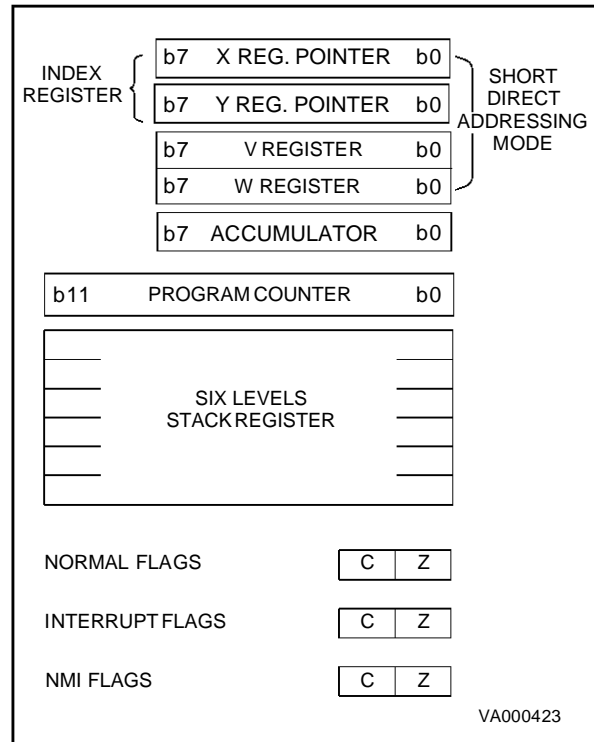 INDEX
REGISTER
b7 X REG. POINTER b0
b7 Y REG. POINTER b0
b7 V REGISTER b0
b7 W REGISTER b0
SHORT
DIRECT
ADDRESSING
MODE
b7 ACCUMULATOR b0
b11 PROGRAM COUNTER b0
SIX LEVELS
STACK REGISTER
NORMAL FLAGS C Z
INTERRUPT FLAGS C Z
NMI FLAGS C Z
VA000423